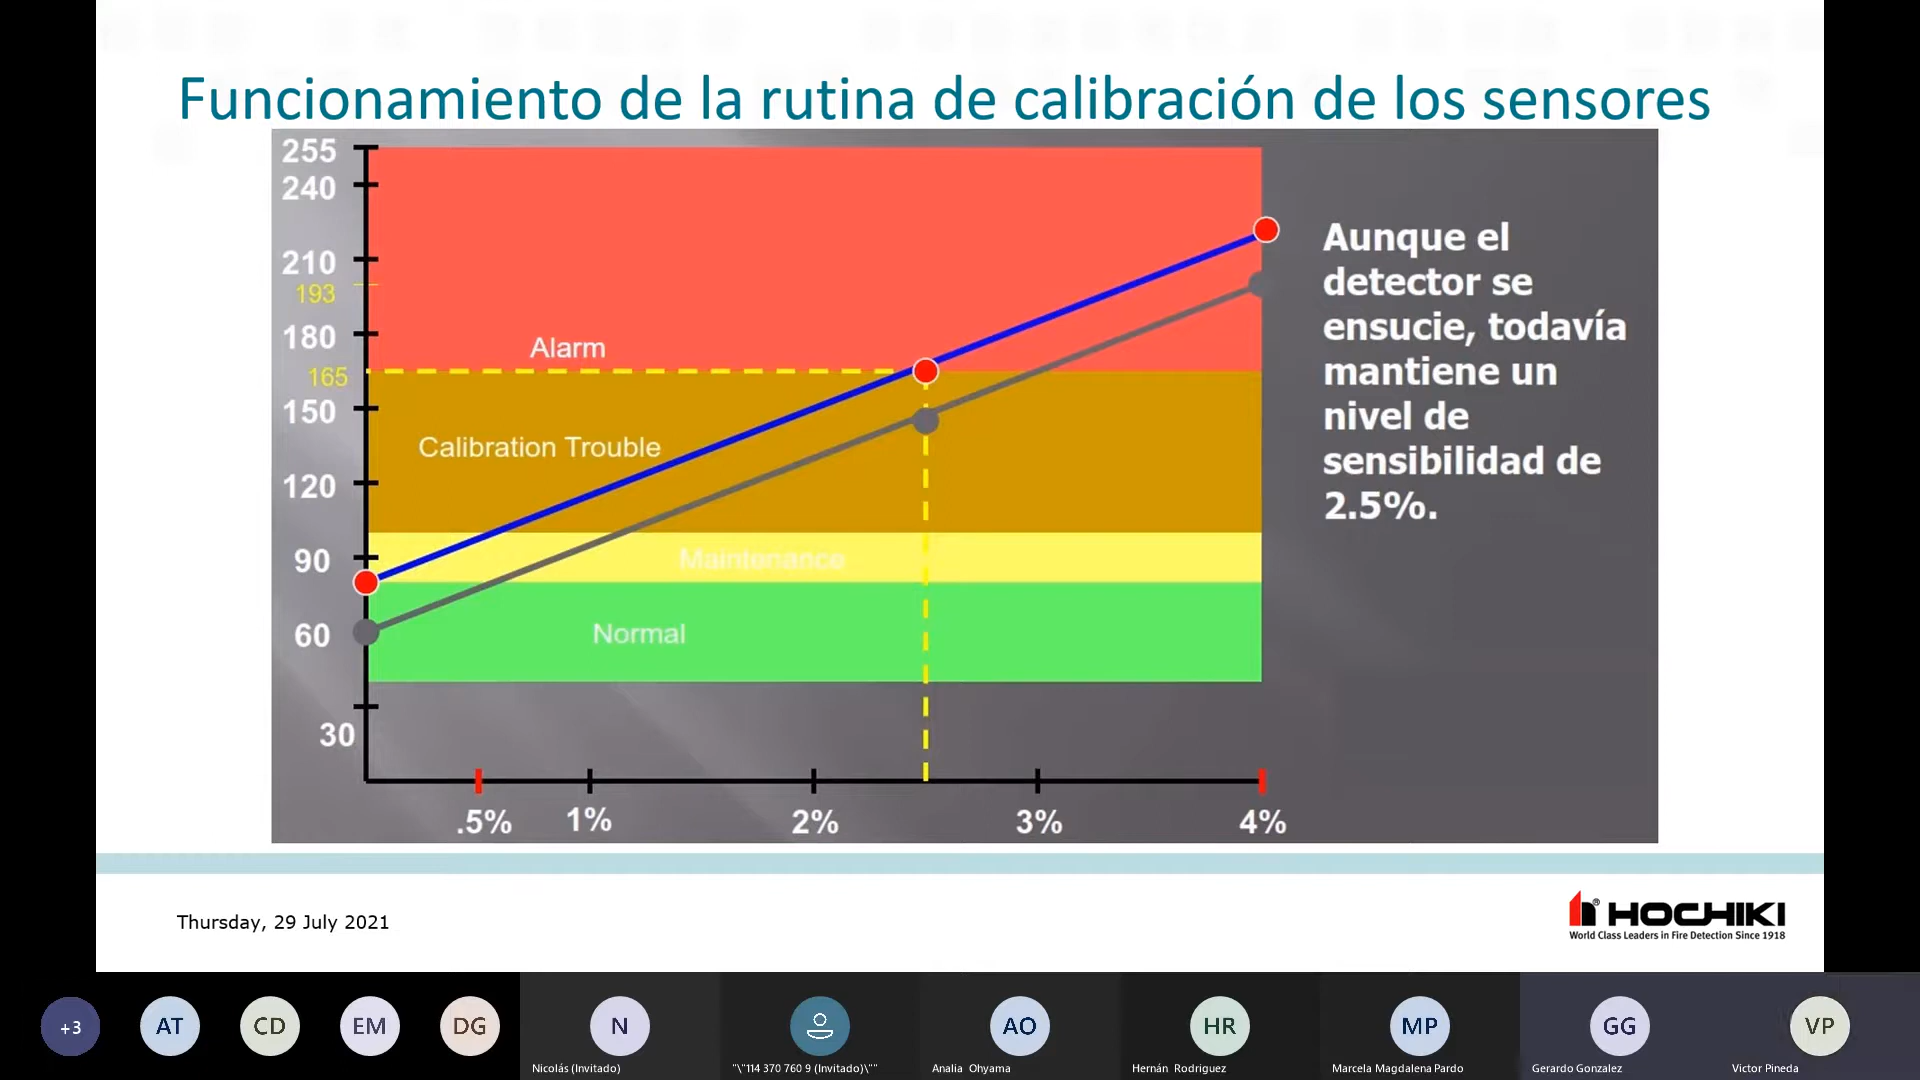 Funcionamiento de la rutina de calibración de los sensores
255
240
210
193
180
165
150
120
90
60
30
Alarm
Calibration Trouble
Maintenance
Normal
.5%
1%
2%
3%
4%
Aunque el
detector se
ensucie, todavía
mantiene un
nivel de
sensibilidad de
2.5%.
Thursday, 29 July 2021
HOCHIKI
World Class Leaders in Fire Detection Since 1918
+3
AT
CD
EM
DG
N
AO
HR
MP
GG
VP
Nicolás (Invitado)
"\"114 370 760 9 (Invitado)\""
Analia Ohyama
Hernán Rodriguez
Marcela Magdalena Pardo
Gerardo Gonzalez
Victor Pineda